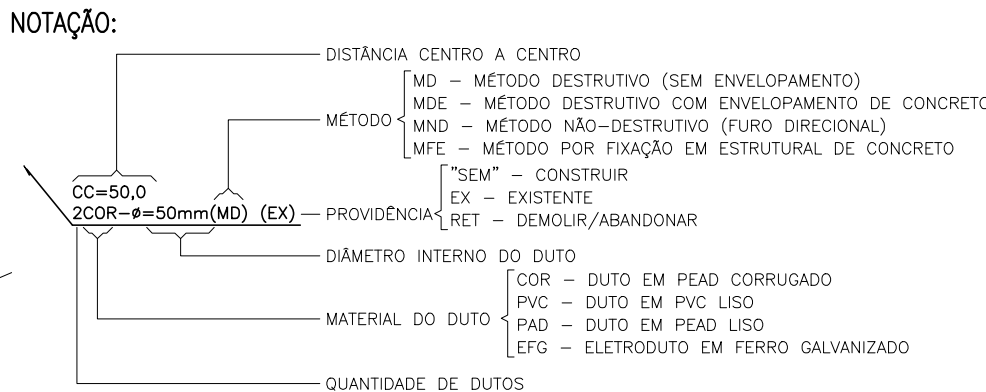 NOTAÇÃO:
DISTÂNCIA CENTRO A CENTRO
MD – MÉTODO DESTRUTIVO (SEM ENVELOPAMENTO)
MDE – MÉTODO DESTRUTIVO COM ENVELOPAMENTO DE CONCRETO
MÉTODO
MND – MÉTODO NÃO-DESTRUTIVO (FURO DIRECIONAL)
MFE – MÉTODO POR FIXAÇÃO EM ESTRUTURAL DE CONCRETO
"SEM" – CONSTRUIR
CC=50,0
EX – EXISTENTE
2COR-ø=50mm(MD) (EX)
PROVIDÊNCIA
RET – DEMOLIR/ABANDONAR
DIÂMETRO INTERNO DO DUTO
COR – DUTO EM PEAD CORRUGADO
PVC – DUTO EM PVC LISO
MATERIAL DO DUTO
PAD – DUTO EM PEAD LISO
EFG – ELETRODUTO EM FERRO GALVANIZADO
QUANTIDADE DE DUTOS